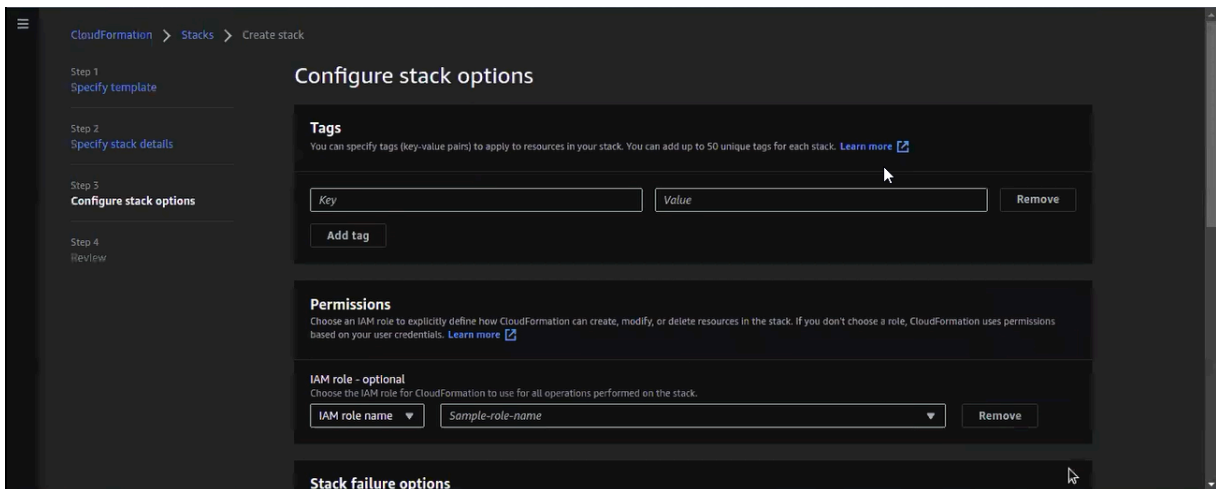 CloudFormation > Stacks > Create stack
Step 1
Specify template
Step 2
Specify stack details
Step 3
Configure stack options
Step 4
Review
Configure stack options
Tags
You can specify tags (key-value pairs) to apply to resources in your stack. You can add up to 50 unique tags for each stack. Learn more
Key Value Remove
Add tag
Permissions
Choose an IAM role to explicitly define how CloudFormation can create, modify, or delete resources in the stack. If you don't choose a role, CloudFormation uses permissions
based on your user credentials. Learn more
IAM role - optional
Choose the IAM role for CloudFormation to use for all operations performed on the stack.
IAM role name Sample-role-name Remove
Stack failure options